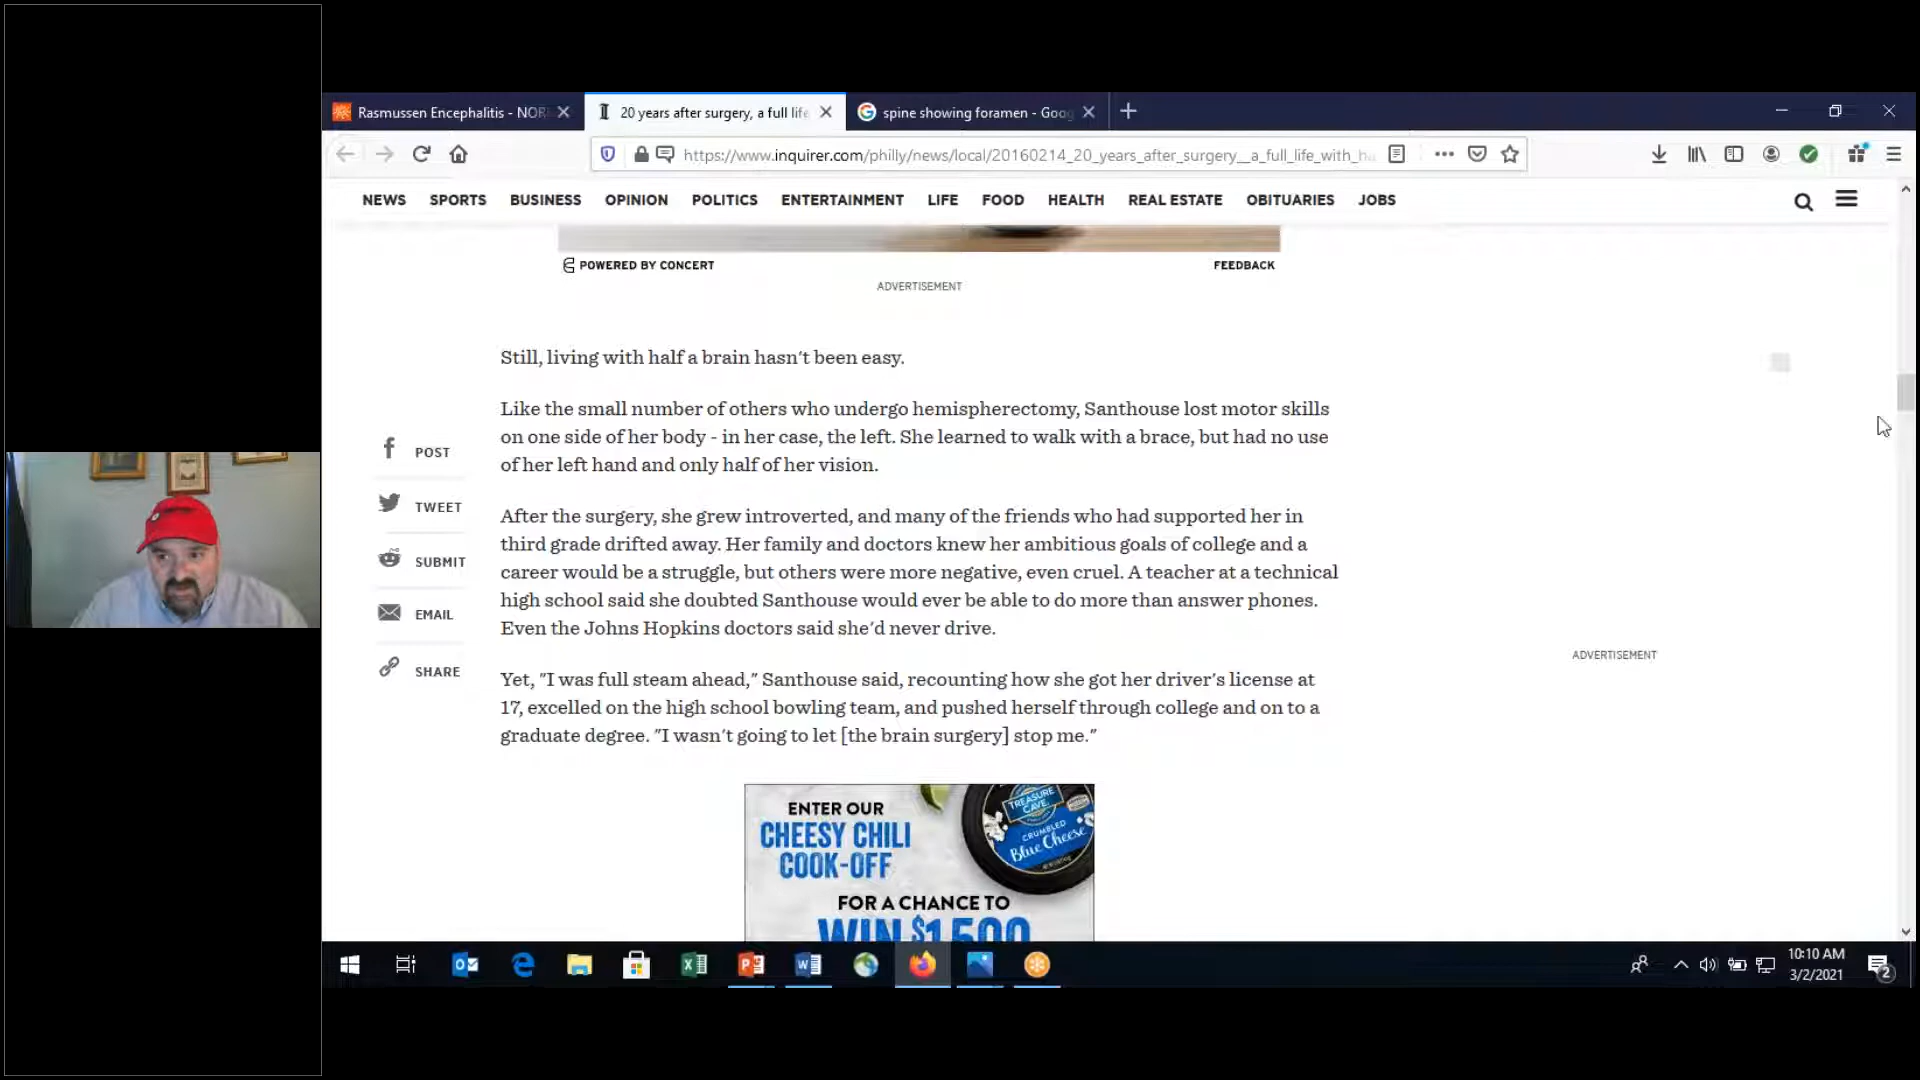 Rasmussen Encephalitis - NOR
20 years after surgery, a full life
spine showing foramen - Goog
https://www.inquirer.com/philly/news/local/20160214_20_years_after_surgery__a_full_life_with_ha
NEWS SPORTS BUSINESS OPINION POLITICS ENTERTAINMENT LIFE FOOD HEALTH REAL ESTATE OBITUARIES JOBS
POWERED BY CONCERT
FEEDBACK
ADVERTISEMENT
Still, living with half a brain hasn't been easy.
Like the small number of others who undergo hemispherectomy, Santhouse lost motor skills
on one side of her body - in her case, the left. She learned to walk with a brace, but had no use
of her left hand and only half of her vision.
After the surgery, she grew introverted, and many of the friends who had supported her in
third grade drifted away. Her family and doctors knew her ambitious goals of college and a
career would be a struggle, but others were more negative, even cruel. A teacher at a technical
high school said she doubted Santhouse would ever be able to do more than answer phones.
Even the Johns Hopkins doctors said she'd never drive.
Yet, "I was full steam ahead," Santhouse said, recounting how she got her driver's license at
17, excelled on the high school bowling team, and pushed herself through college and on to a
graduate degree. "I wasn't going to let [the brain surgery] stop me."
POST
TWEET
SUBMIT
EMAIL
SHARE
ADVERTISEMENT
ENTER OUR
CHEESY CHILI
COOK-OFF
FOR A CHANCE TO
WIN $1,500
TREASURE
CAVE
CRUMBLED
Blue Cheese
10:10 AM
3/2/2021
2